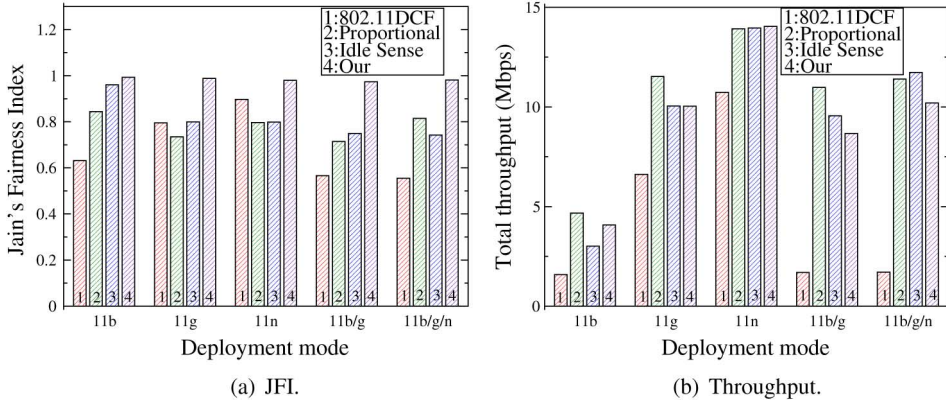 1:802.11DCF
2:Proportional
3:Idle Sense
4:Our
Jain's Fairness Index
1.2
1
0.8
0.6
0.4
0.2
0
1 2 3 4 1 2 3 4 1 2 3 4 1 2 3 4 1 2 3 4
11b 11g 11n 11b/g 11b/g/n
Deployment mode
(a) JFI.
1:802.11DCF
2:Proportional
3:Idle Sense
4:Our
Total throughput (Mbps)
15
10
5
0
1 2 3 4 1 2 3 4 1 2 3 4 1 2 3 4 1 2 3 4
11b 11g 11n 11b/g 11b/g/n
Deployment mode
(b) Throughput.